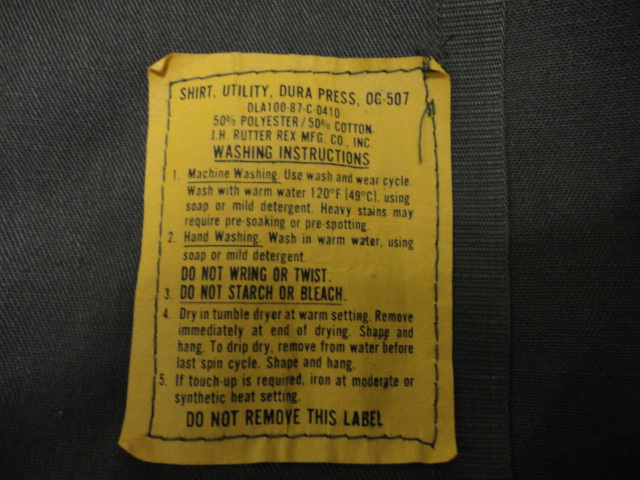 SHIRT, UTILITY, DURA PRESS, OG-507
DLA100-87-C-0410
50% POLYESTER/50% COTTON
J.H. RUTTER REX MFG. CO., INC.
WASHING INSTRUCTIONS
1. Machine Washing. Use wash and wear cycle.
Wash with warm water 120°F (49°C), using
soap or mild detergent. Heavy stains may
require pre-soaking or pre-spotting.
2. Hand Washing. Wash in warm water, using
soap or mild detergent.
DO NOT WRING OR TWIST.
3. DO NOT STARCH OR BLEACH.
4. Dry in tumble dryer at warm setting. Remove
immediately at end of drying. Shape and
hang. To drip dry, remove from water before
last spin cycle. Shape and hang.
5. If touch-up is required, iron at moderate or
synthetic heat setting.
DO NOT REMOVE THIS LABEL